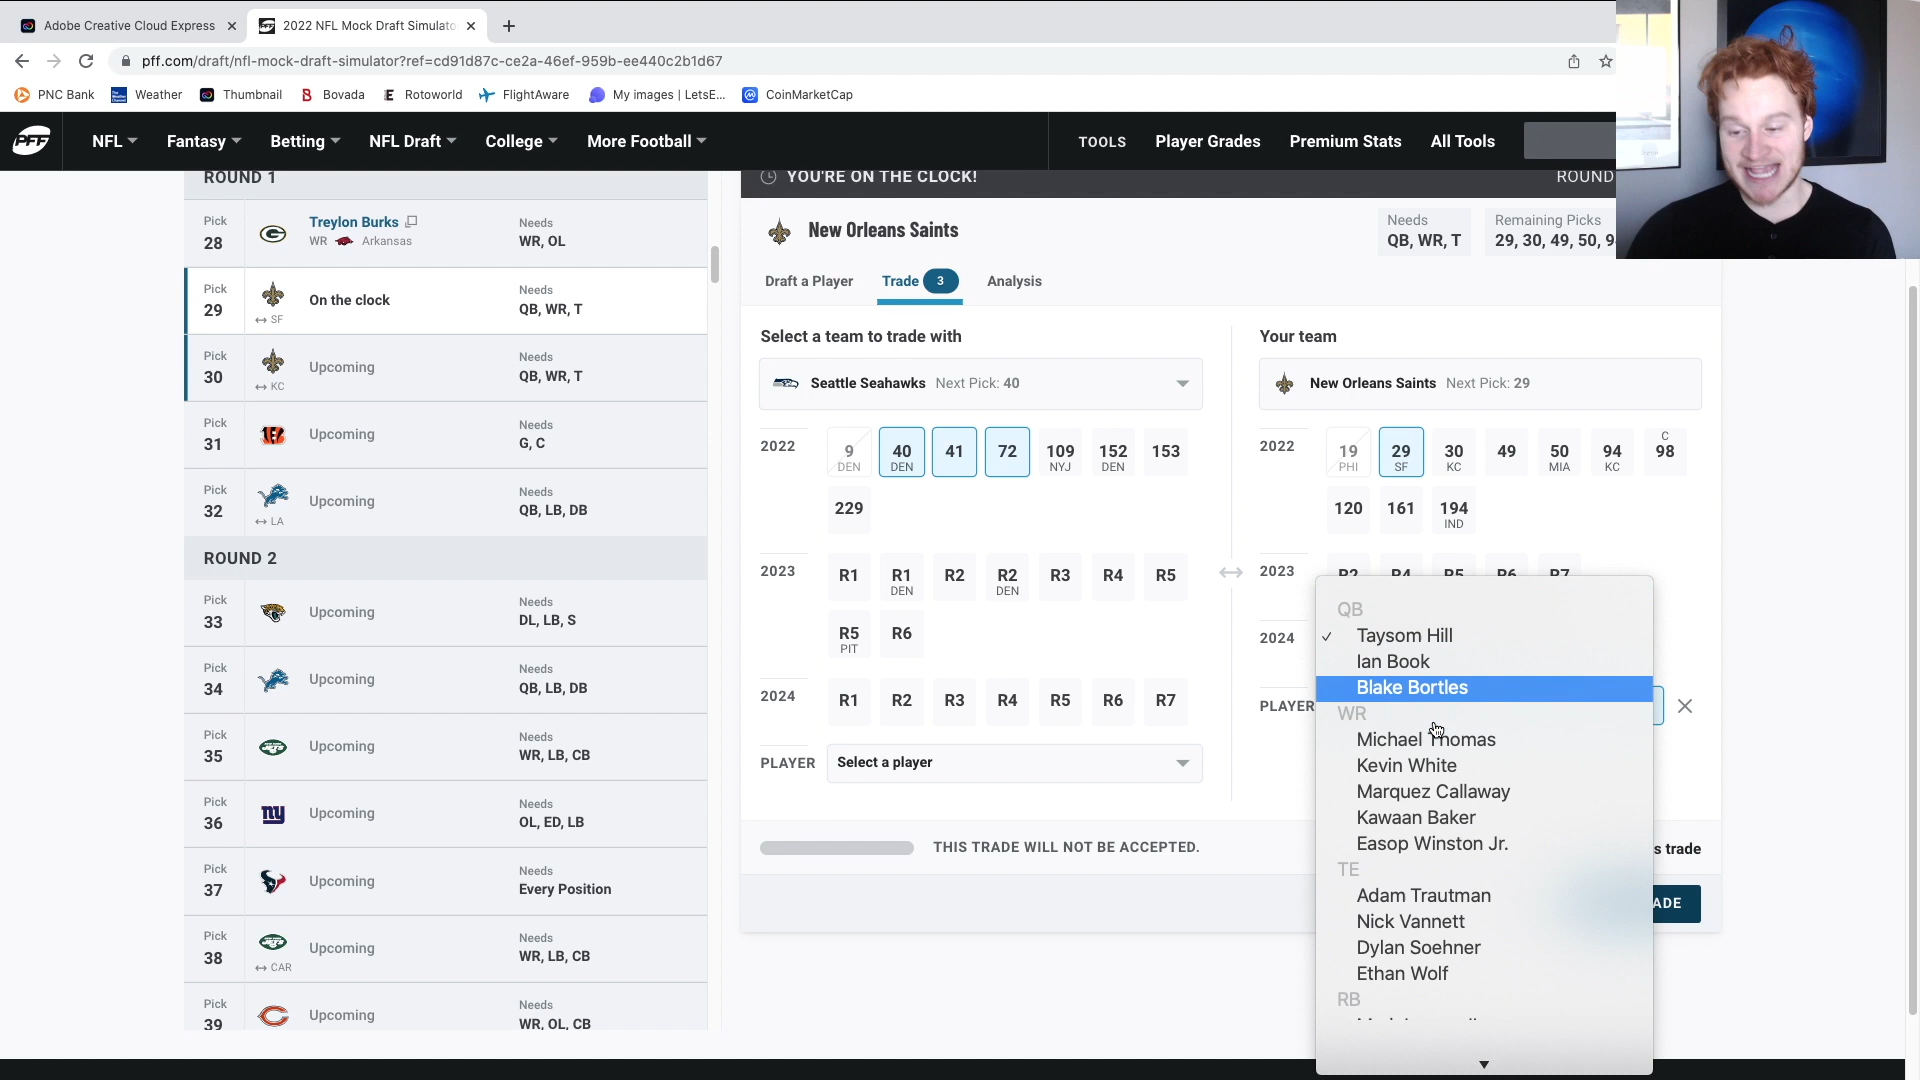 Adobe Creative Cloud Express
2022 NFL Mock Draft Simulato
pff.com/draft/nfl-mock-draft-simulator?ref=cd91d87c-ce2a-46ef-959b-ee440c2b1d67
PNC Bank
Weather
Thumbnail
Bovada
Rotoworld
FlightAware
My images | LetsE...
CoinMarketCap
PFF
NFL
Fantasy
Betting
NFL Draft
College
More Football
TOOLS
Player Grades
Premium Stats
All Tools
ROUND 1
Pick
28
Treylon Burks
WR Arkansas
Needs
WR, OL
Pick
29
SF
On the clock
Needs
QB, WR, T
Pick
30
KC
Upcoming
Needs
QB, WR, T
Pick
31
Upcoming
Needs
G, C
Pick
32
LA
Upcoming
Needs
QB, LB, DB
ROUND 2
Pick
33
Upcoming
Needs
DL, LB, S
Pick
34
Upcoming
Needs
QB, LB, DB
Pick
35
Upcoming
Needs
WR, LB, CB
Pick
36
ny
Upcoming
Needs
OL, ED, LB
Pick
37
Upcoming
Needs
Every Position
Pick
38
CAR
Upcoming
Needs
WR, LB, CB
Pick
39
Upcoming
Needs
WR, OL, CB
YOU'RE ON THE CLOCK!
ROUND
New Orleans Saints
Needs
QB, WR, T
Remaining Picks
29, 30, 49, 50, 9
Draft a Player
Trade 3
Analysis
Select a team to trade with
Seattle Seahawks Next Pick: 40
2022
9 DEN
40 DEN
41
72
109 NYJ
152 DEN
153
229
2023
R1
R1 DEN
R2
R2 DEN
R3
R4
R5
R5 PIT
R6
2024
R1
R2
R3
R4
R5
R6
R7
PLAYER
Select a player
Your team
New Orleans Saints Next Pick: 29
2022
19 PHI
29 SF
30 KC
49
50 MIA
94 KC
C 98
120
161
194 IND
2023
R2
R4
R5
R6
R7
2024
PLAYER
QB
Taysom Hill
Ian Book
Blake Bortles
WR
Michael Thomas
Kevin White
Marquez Callaway
Kawaan Baker
Easop Winston Jr.
TE
Adam Trautman
Nick Vannett
Dylan Soehner
Ethan Wolf
RB
THIS TRADE WILL NOT BE ACCEPTED.
s trade
ADE